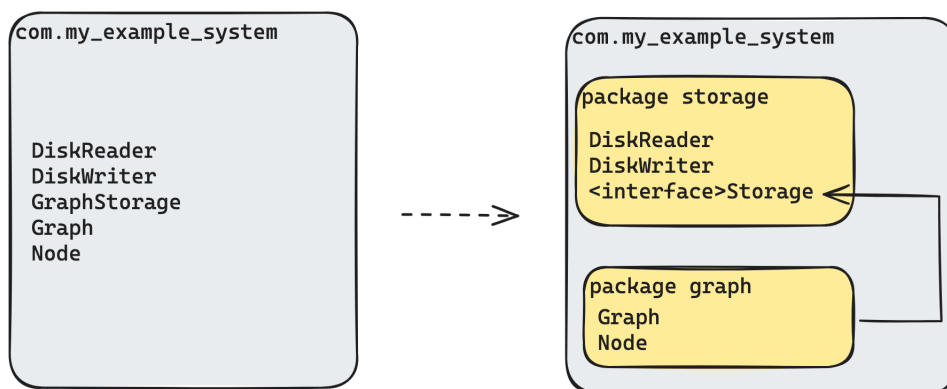 com.my_example_system
DiskReader
DiskWriter
GraphStorage
Graph
Node
com.my_example_system
package storage
DiskReader
DiskWriter
<interface>Storage
package graph
Graph
Node